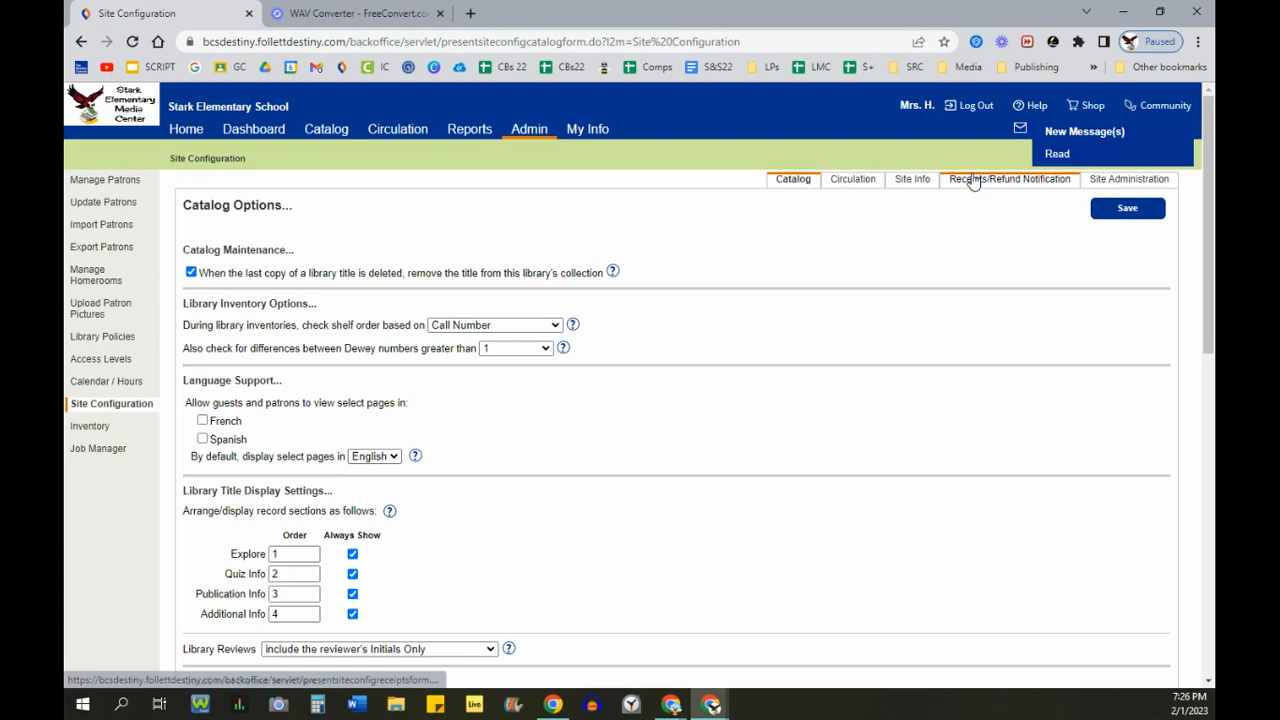 Site Configuration
WAV Converter - FreeConvert.co
bcsdestiny.follettdestiny.com/backoffice/servlet/presentsiteconfigcatalogform.do?l2m=Site%20Configuration
Paused
SCRIPT
GC
IC
CBs 22
CBs22
Comps
S&S22
LPs
LMC
S+
SRC
Media
Publishing
»
Other bookmarks
Stark
Elementary
Media
Center
Stark Elementary School
Mrs. H.
Log Out
Help
Shop
Community
Home
Dashboard
Catalog
Circulation
Reports
Admin
My Info
New Message(s)
Read
Site Configuration
Manage Patrons
Update Patrons
Import Patrons
Export Patrons
Manage
Homerooms
Upload Patron
Pictures
Library Policies
Access Levels
Calendar / Hours
Site Configuration
Inventory
Job Manager
Catalog
Circulation
Site Info
Receipts/Refund Notification
Site Administration
Catalog Options...
Save
Catalog Maintenance...
When the last copy of a library title is deleted, remove the title from this library's collection ?
Library Inventory Options...
During library inventories, check shelf order based on Call Number ?
Also check for differences between Dewey numbers greater than 1 ?
Language Support...
Allow guests and patrons to view select pages in:
French
Spanish
By default, display select pages in English ?
Library Title Display Settings...
Arrange/display record sections as follows: ?
Order Always Show
Explore 1
Quiz Info 2
Publication Info 3
Additional Info 4
Library Reviews include the reviewer's Initials Only ?
https://bcsdestiny.follettdestiny.com/backoffice/servlet/presentsiteconfigreceiptsform....
live
7:26 PM
2/1/2023